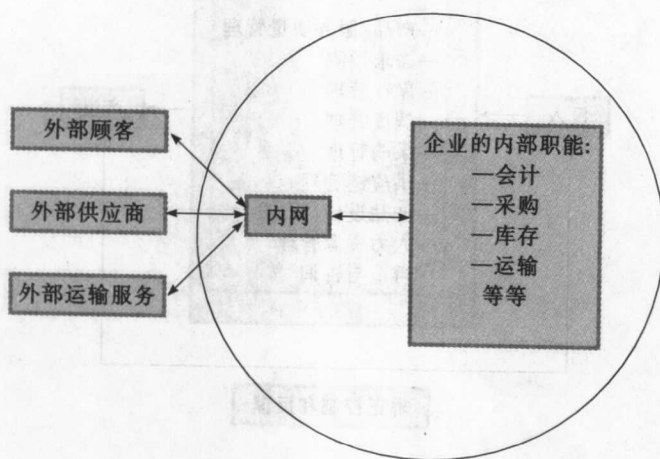 外部顾客
外部供应商
外部运输服务
内网
企业的内部职能:
—会计
—采购
—库存
—运输
等等